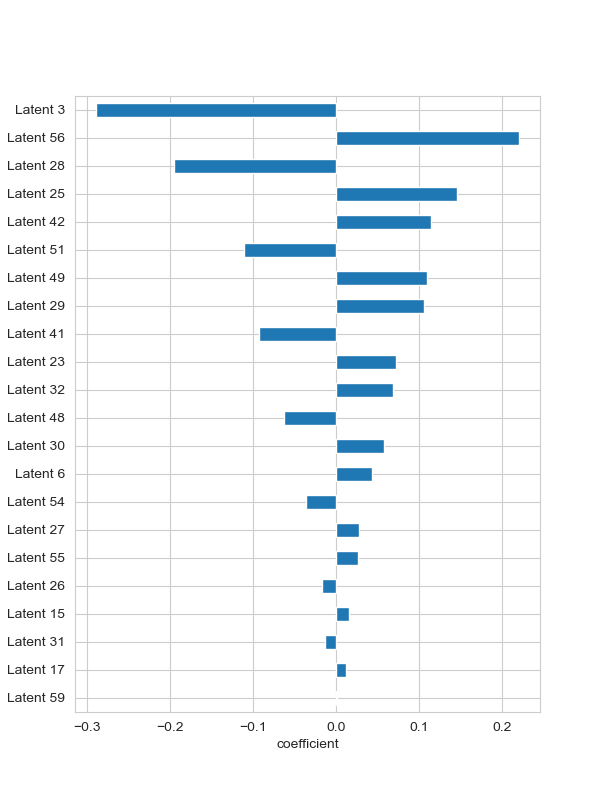 Latent 3
Latent 56
Latent 28
Latent 25
Latent 42
Latent 51
Latent 49
Latent 29
Latent 41
Latent 23
Latent 32
Latent 48
Latent 30
Latent 6
Latent 54
Latent 27
Latent 55
Latent 26
Latent 15
Latent 31
Latent 17
Latent 59
−0.3 −0.2 −0.1 0.0 0.1 0.2
coefficient